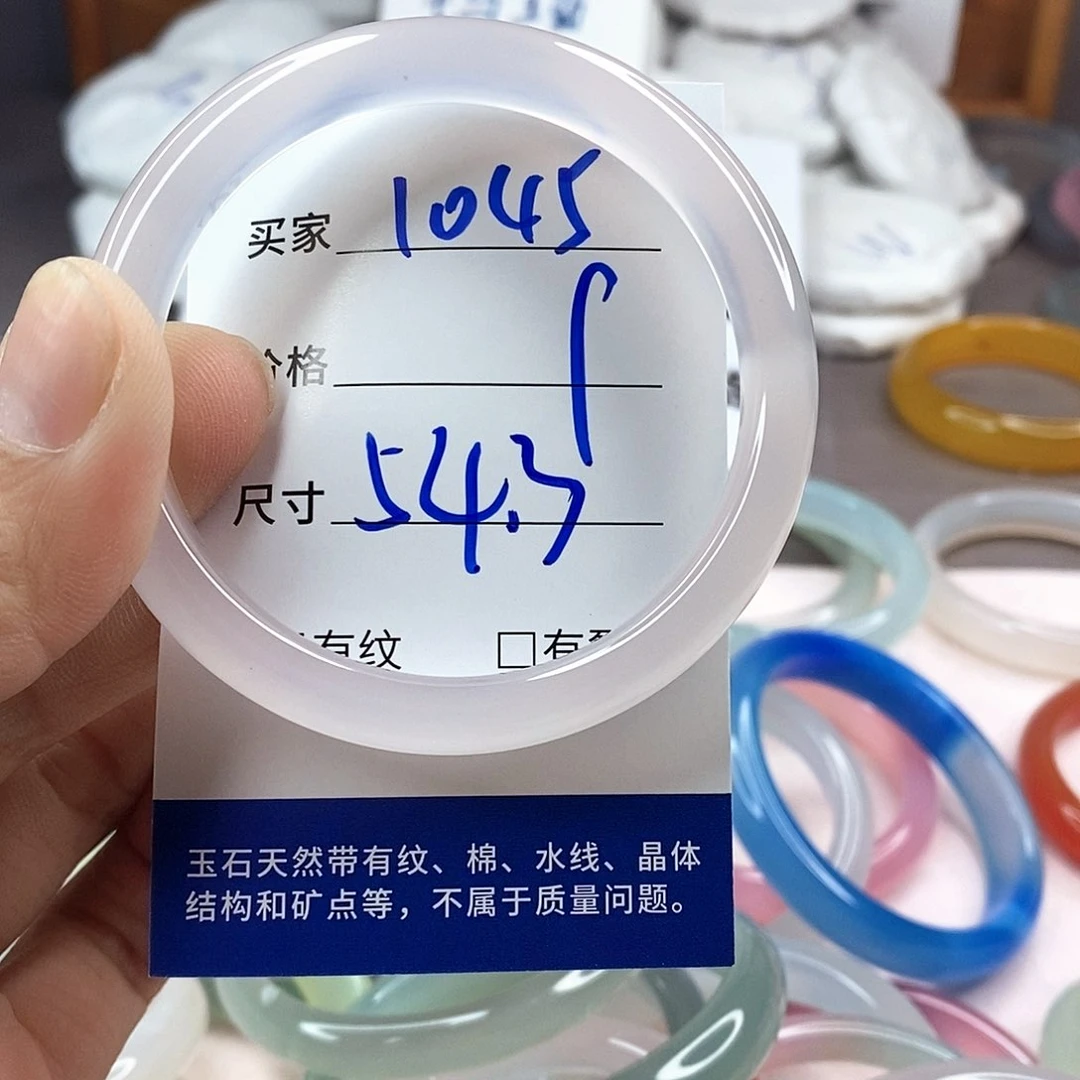 买家 1045
价格
尺寸 54.3
有纹 □有
玉石天然带有纹、棉、水线、晶体
结构和矿点等，不属于质量问题。